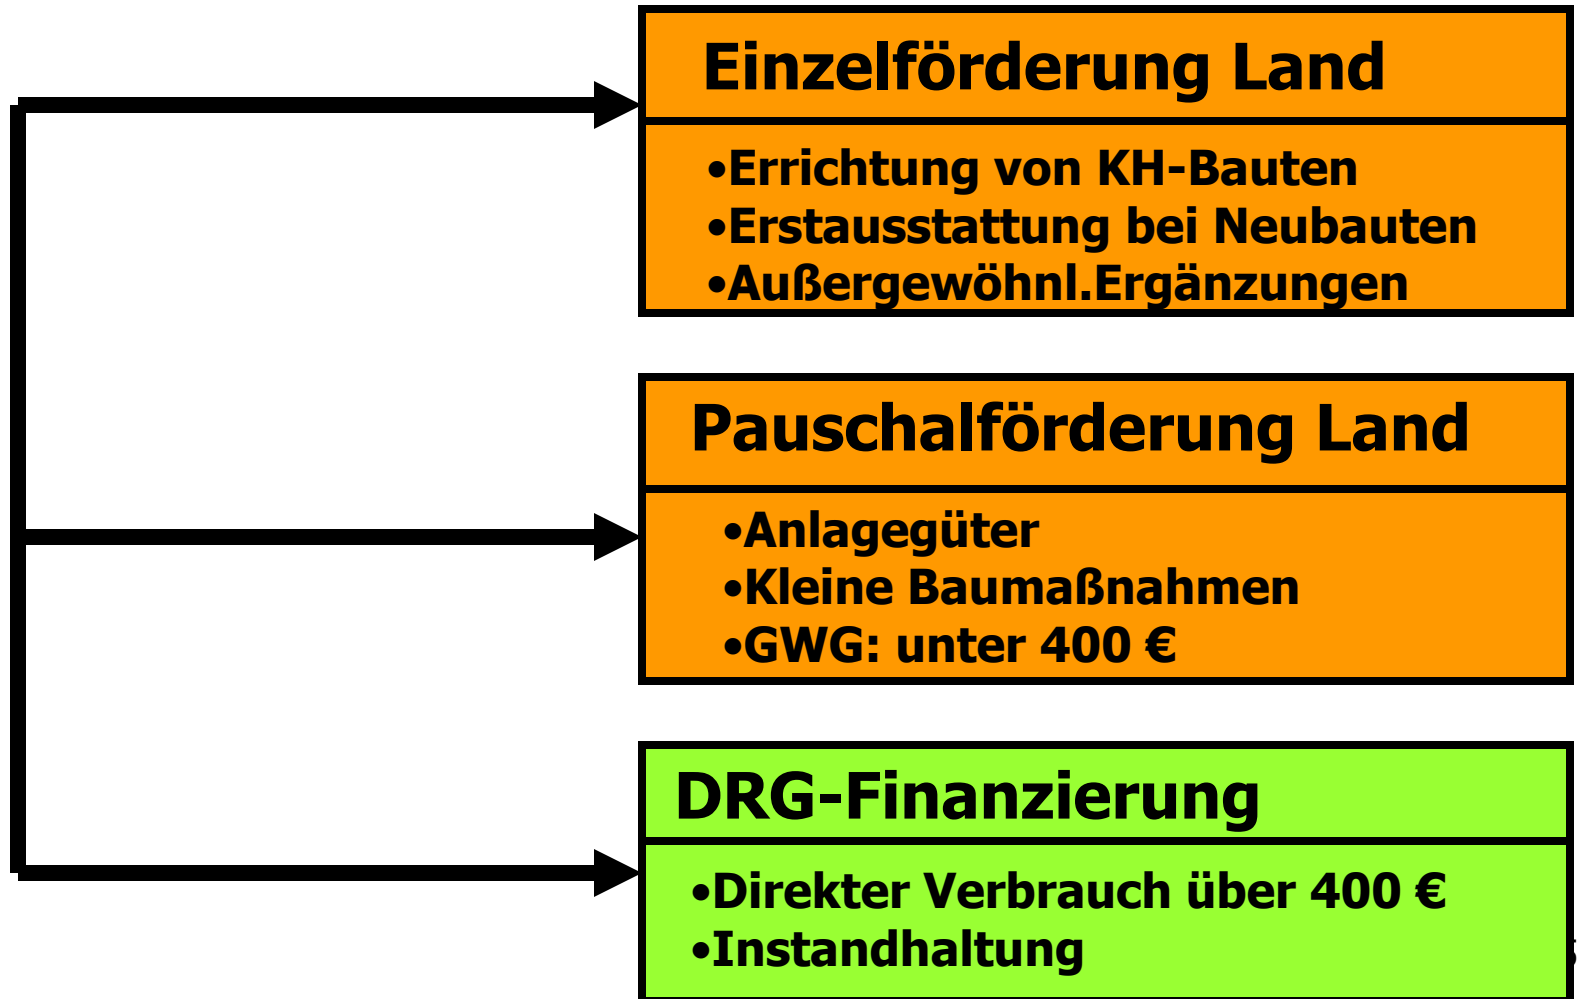 Einzelförderung Land
•Errichtung von KH-Bauten
•Erstausstattung bei Neubauten
•Außergewöhnl.Ergänzungen
Pauschalförderung Land
•Anlagegüter
•Kleine Baumaßnahmen
•GWG: unter 400 €
DRG-Finanzierung
•Direkter Verbrauch über 400 €
•Instandhaltung